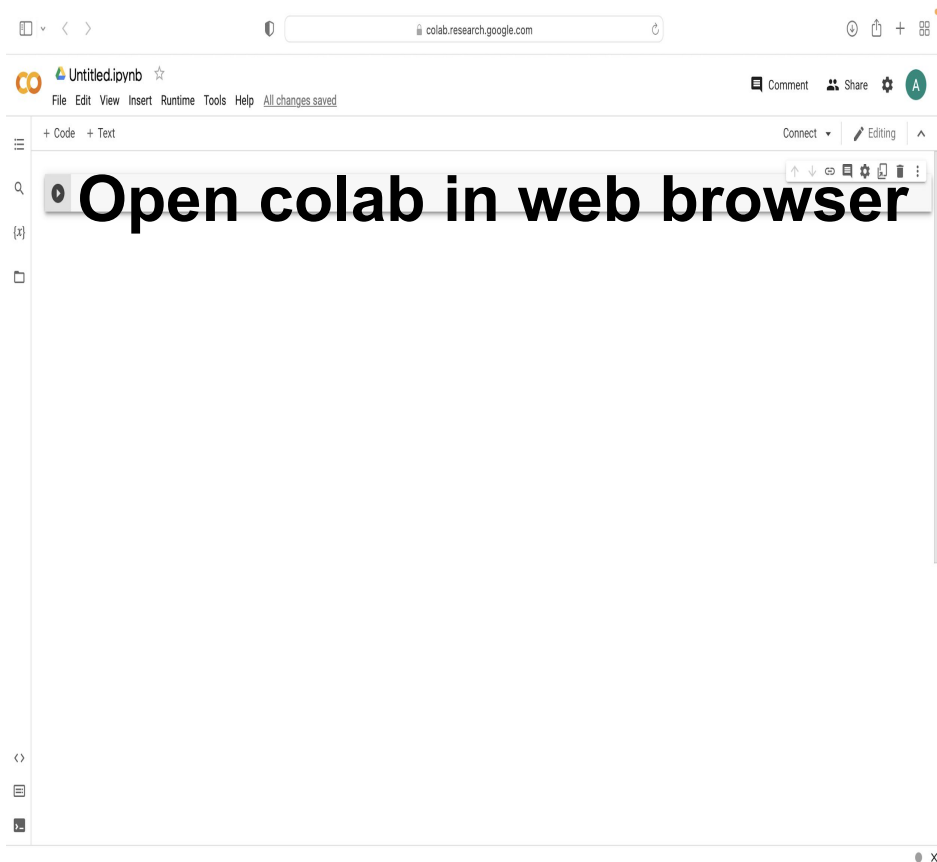 colab.research.google.com
Untitled.ipynb
Comment Share A
File Edit View Insert Runtime Tools Help All changes saved
+ Code + Text Connect Editing
Open colab in web browser
{x}